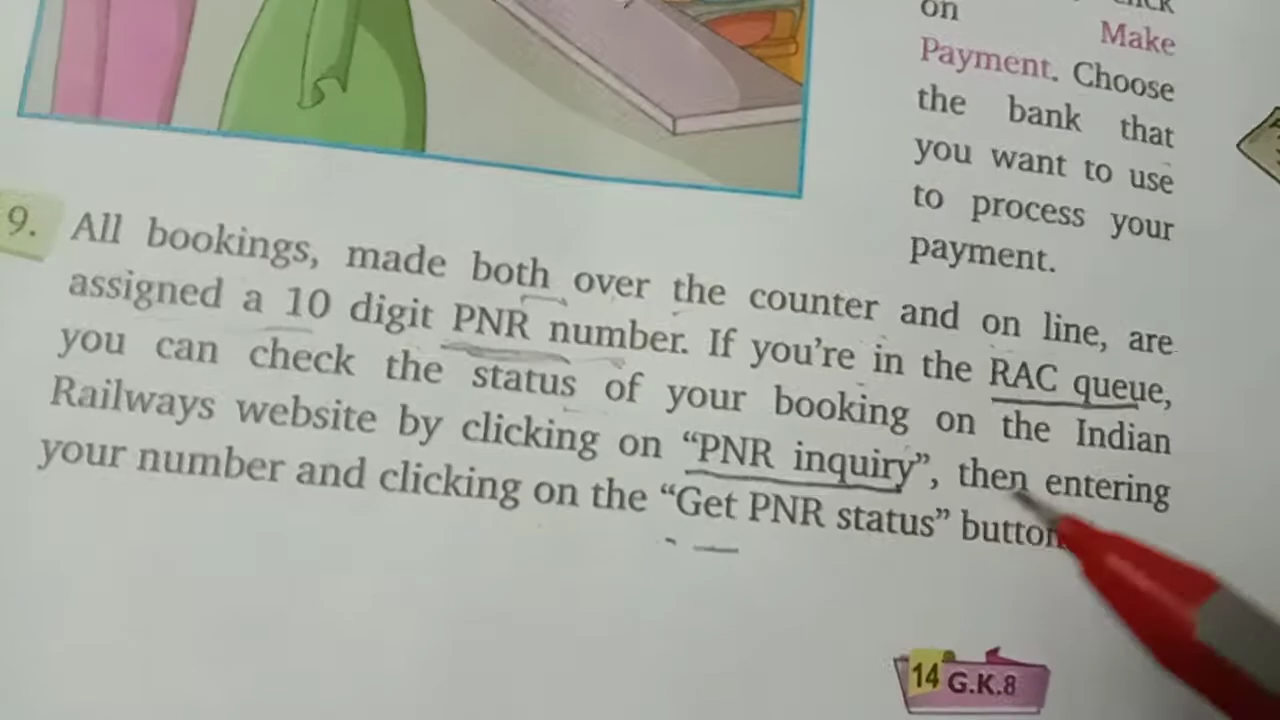 on Make
Payment. Choose
the bank that
you want to use
to process your
payment.
9. All bookings, made both over the counter and on line, are
assigned a 10 digit PNR number. If you're in the RAC queue,
you can check the status of your booking on the Indian
Railways website by clicking on “PNR inquiry”, then entering
your number and clicking on the “Get PNR status” button
14 G.K.8